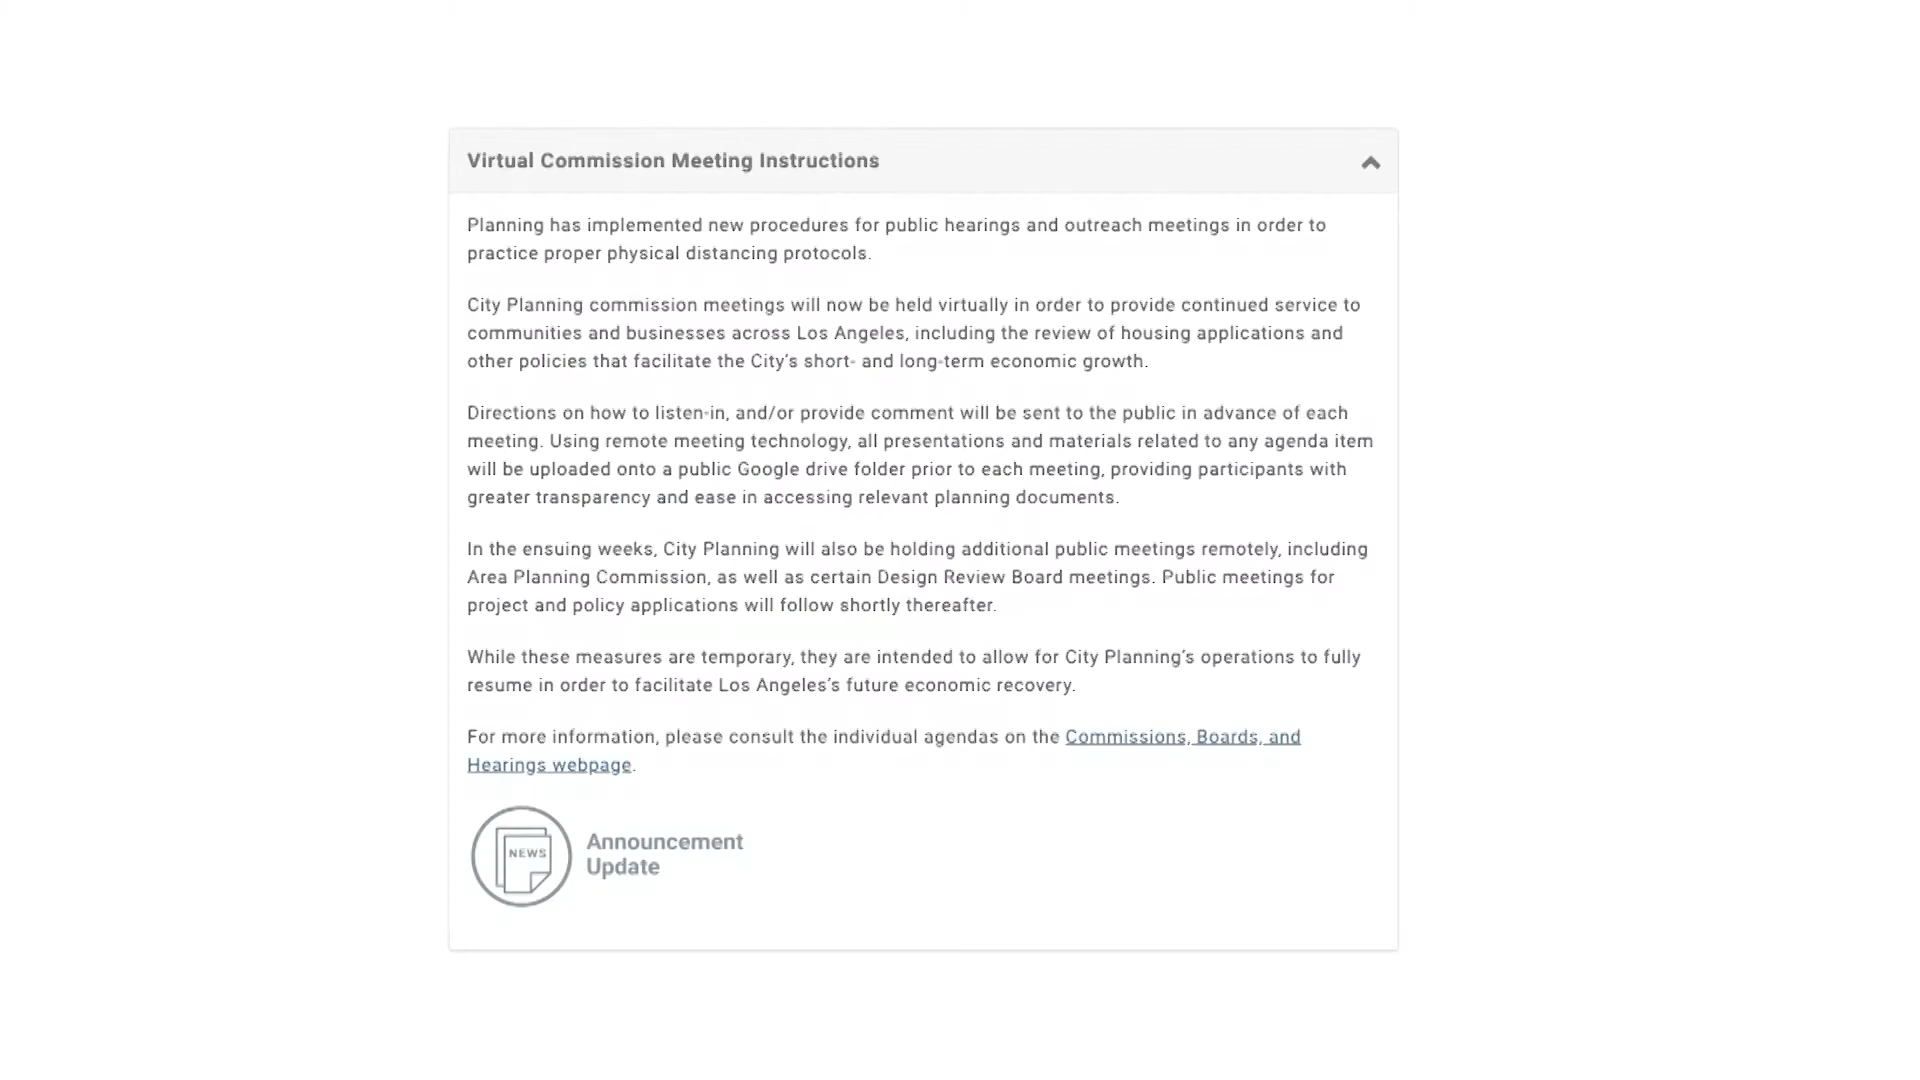 Virtual Commission Meeting Instructions
Planning has implemented new procedures for public hearings and outreach meetings in order to
practice proper physical distancing protocols.
City Planning commission meetings will now be held virtually in order to provide continued service to
communities and businesses across Los Angeles, including the review of housing applications and
other policies that facilitate the City's short- and long-term economic growth.
Directions on how to listen-in, and/or provide comment will be sent to the public in advance of each
meeting. Using remote meeting technology, all presentations and materials related to any agenda item
will be uploaded onto a public Google drive folder prior to each meeting, providing participants with
greater transparency and ease in accessing relevant planning documents.
In the ensuing weeks, City Planning will also be holding additional public meetings remotely, including
Area Planning Commission, as well as certain Design Review Board meetings. Public meetings for
project and policy applications will follow shortly thereafter.
While these measures are temporary, they are intended to allow for City Planning's operations to fully
resume in order to facilitate Los Angeles's future economic recovery.
For more information, please consult the individual agendas on the Commissions, Boards, and
Hearings webpage.
NEWS
Announcement
Update